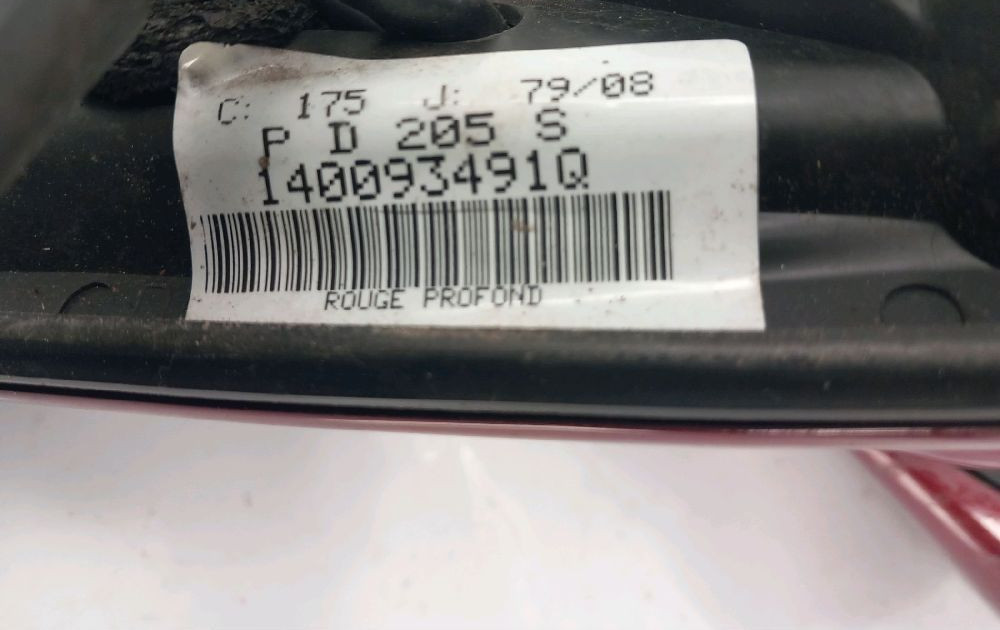 C: 175 J: 79/08
P D 205 S
140093491Q
ROUGE PROFOND